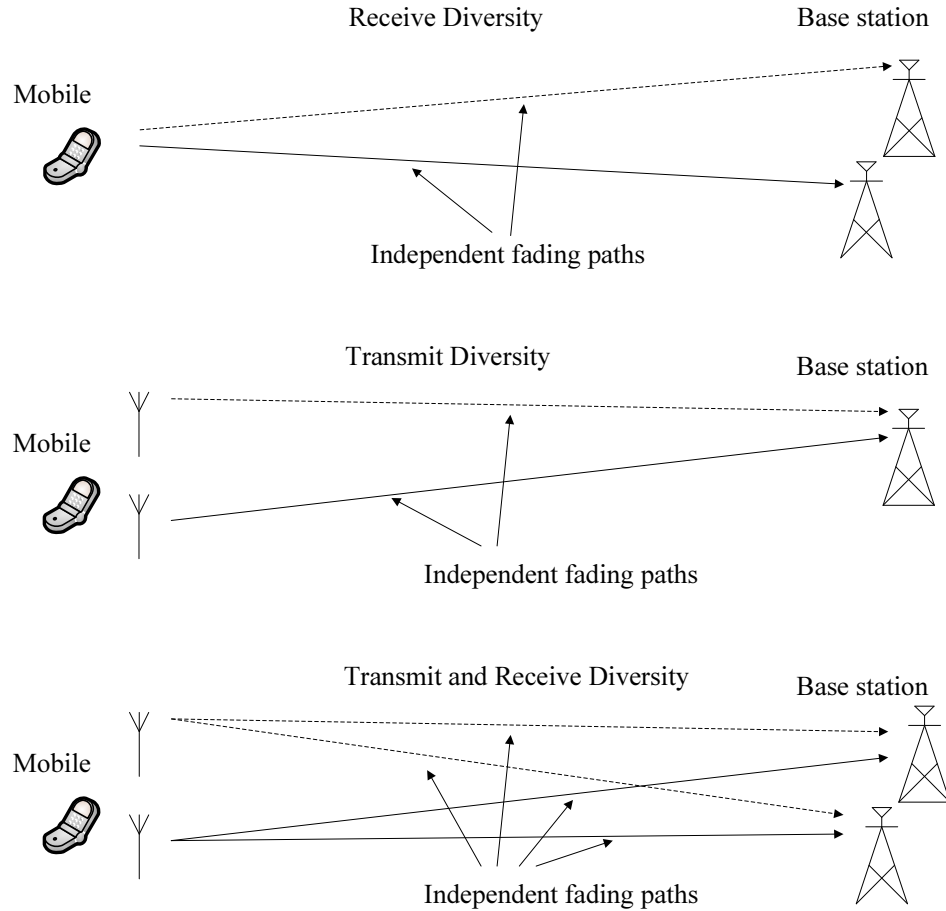 Receive Diversity
Base station
Mobile
Independent fading paths
Transmit Diversity
Base station
Mobile
Independent fading paths
Transmit and Receive Diversity
Base station
Mobile
Independent fading paths